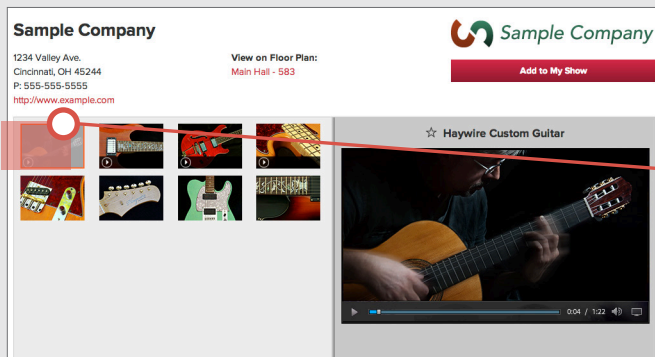 Sample Company
Sample Company
1234 Valley Ave.
Cincinnati, OH 45244
P: 555-555-5555
http://www.example.com
View on Floor Plan:
Main Hall - 583
Add to My Show
Haywire Custom Guitar
0:04 / 1:22